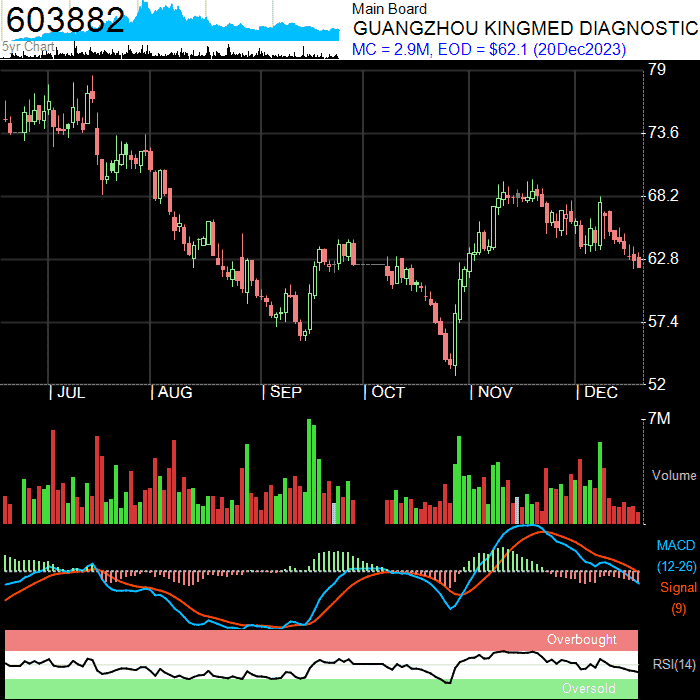 603882
5yr Chart
Main Board
GUANGZHOU KINGMED DIAGNOSTIC
MC = 2.9M, EOD = $62.1 (20Dec2023)
79
73.6
68.2
62.8
57.4
52
JUL
AUG
SEP
OCT
NOV
DEC
7M
Volume
MACD
(12-26)
Signal
(9)
Overbought
RSI(14)
Oversold